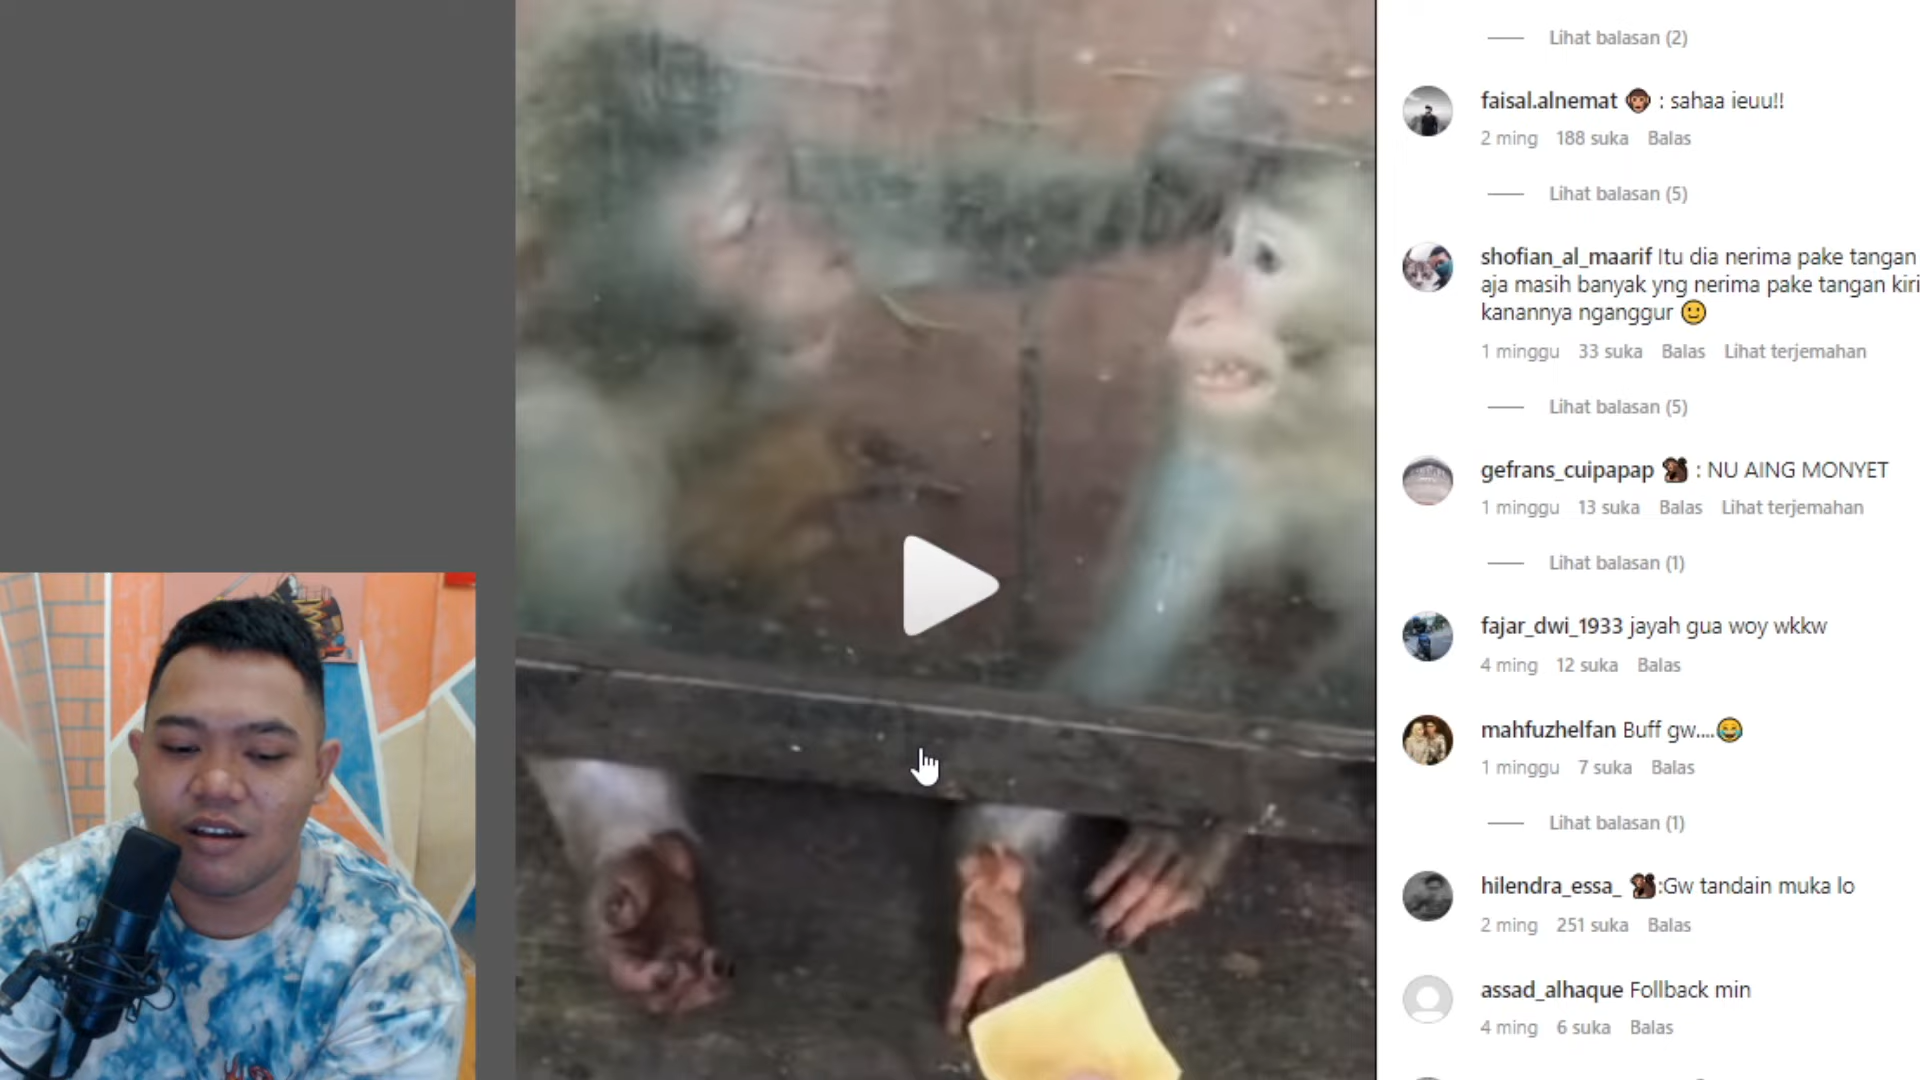 Lihat balasan (2)
faisal.alnemat 🐵 : sahaa ieuu!!
2 ming 188 suka Balas
Lihat balasan (5)
shofian_al_maarif Itu dia nerima pake tangan
aja masih banyak yng nerima pake tangan kiri
kanannya nganggur 🙂
1 minggu 33 suka Balas Lihat terjemahan
Lihat balasan (5)
gefrans_cuipapap 🐒 : NU AING MONYET
1 minggu 13 suka Balas Lihat terjemahan
Lihat balasan (1)
fajar_dwi_1933 jayah gua woy wkkw
4 ming 12 suka Balas
mahfuzhelfan Buff gw....😂
1 minggu 7 suka Balas
Lihat balasan (1)
hilendra_essa_ 🐒:Gw tandain muka lo
2 ming 251 suka Balas
assad_alhaque Follback min
4 ming 6 suka Balas